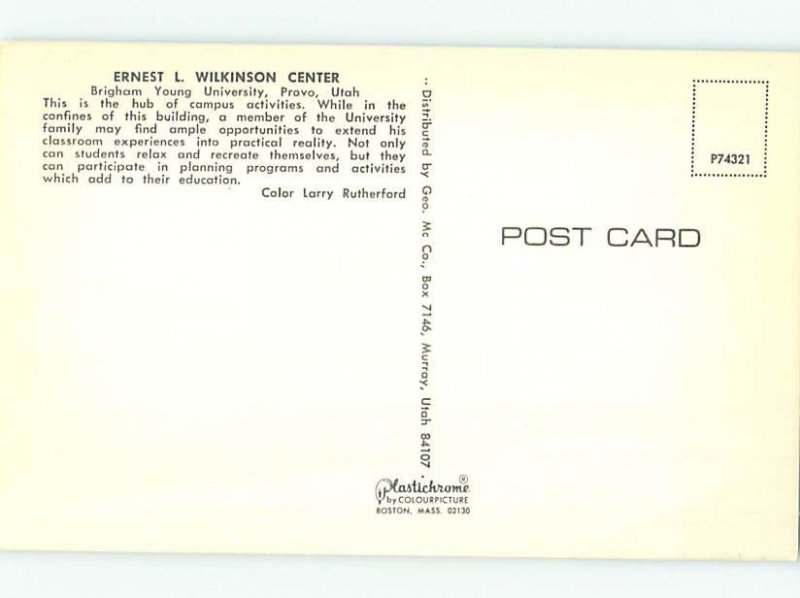 ERNEST L. WILKINSON CENTER
Brigham Young University, Provo, Utah
This is the hub of campus activities. While in the
confines of this building, a member of the University
family may find ample opportunities to extend his
classroom experiences into practical reality. Not only
can students relax and recreate themselves, but they
can participate in planning programs and activities
which add to their education.
Color Larry Rutherford
-- Distributed by Geo. Mc Co., Box 7146, Murray, Utah 84107
P74321
POST CARD
Plastichrome®
by COLOURPICTURE
BOSTON, MASS. 02130